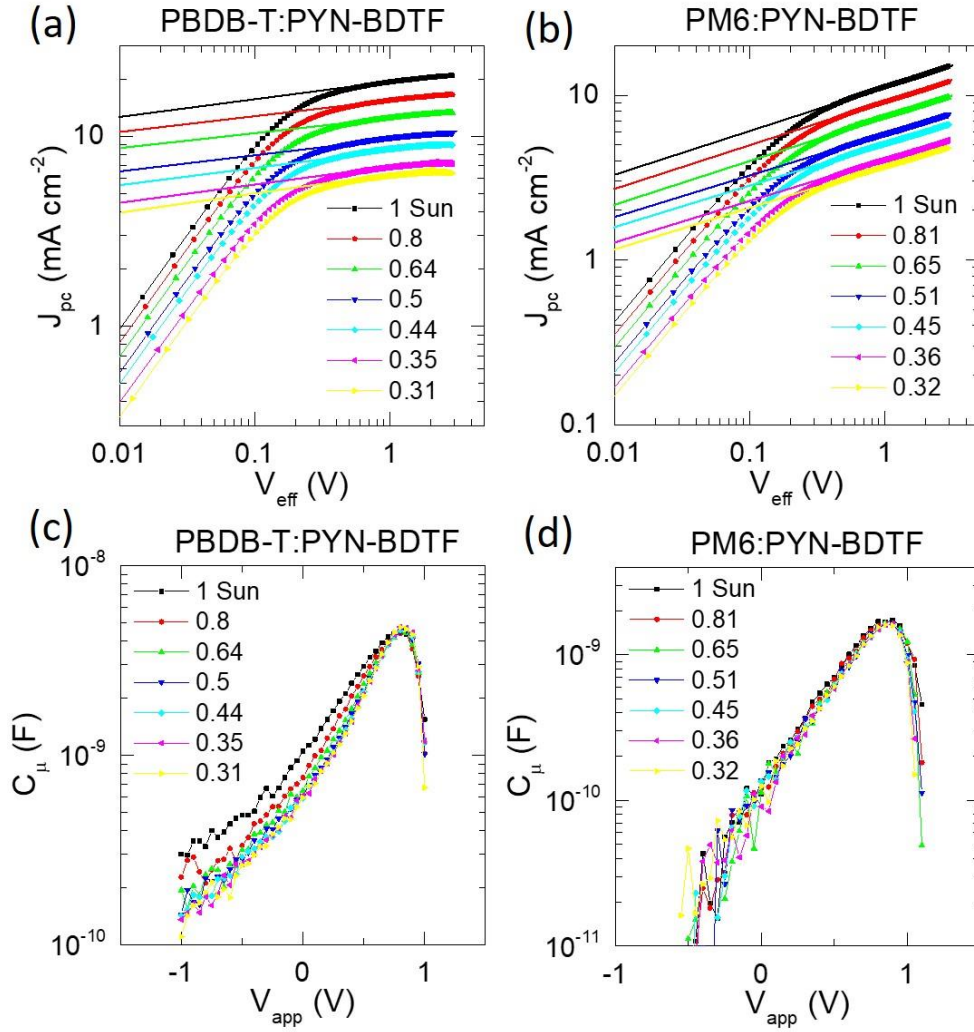 (a)
PBDB-T:PYN-BDTF
10
1
J_pc (mA cm⁻²)
1 Sun
0.8
0.64
0.5
0.44
0.35
0.31
0.01 0.1 1
V_eff (V)
(b)
PM6:PYN-BDTF
10
1
0.1
J_pc (mA cm⁻²)
1 Sun
0.81
0.65
0.51
0.45
0.36
0.32
0.01 0.1 1
V_eff (V)
(c)
PBDB-T:PYN-BDTF
10⁻⁸
10⁻⁹
10⁻¹⁰
C_μ (F)
1 Sun
0.8
0.64
0.5
0.44
0.35
0.31
-1 0 1
V_app (V)
(d)
PM6:PYN-BDTF
10⁻⁹
10⁻¹⁰
10⁻¹¹
C_μ (F)
1 Sun
0.81
0.65
0.51
0.45
0.36
0.32
-1 0 1
V_app (V)